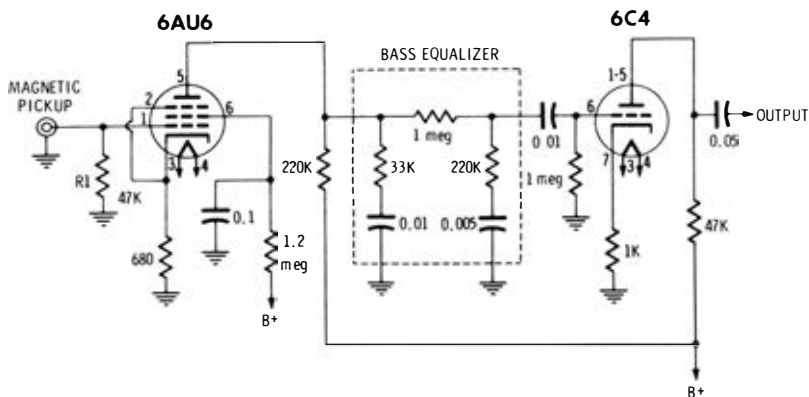 6AU6
6C4
BASS EQUALIZER
MAGNETIC
PICKUP
5
2
1
6
3
4
R1
47K
680
0.1
1.2
meg
B+
220K
33K
0.01
1 meg
220K
0.005
0.01
1 meg
1-5
6
7
3
4
1K
0.05
OUTPUT
47K
B+